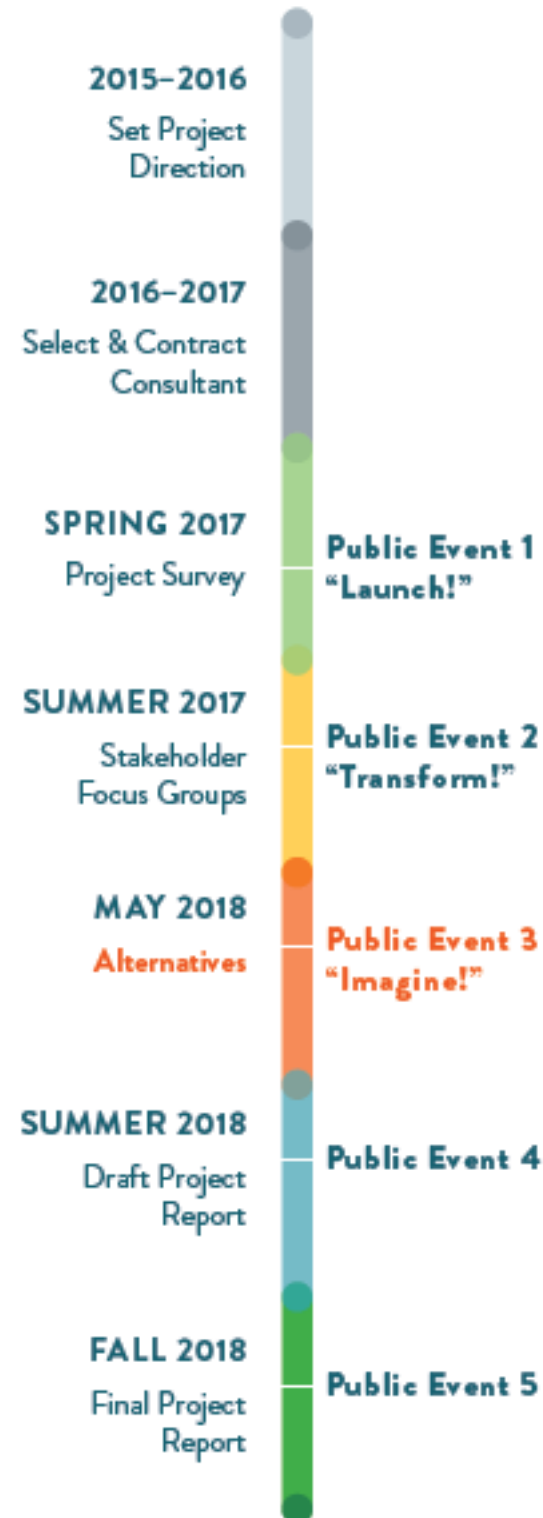 2015–2016
Set Project
Direction
2016–2017
Select & Contract
Consultant
SPRING 2017
Project Survey
Public Event 1
“Launch!”
SUMMER 2017
Stakeholder
Focus Groups
Public Event 2
“Transform!”
MAY 2018
Alternatives
Public Event 3
“Imagine!”
SUMMER 2018
Draft Project
Report
Public Event 4
FALL 2018
Final Project
Report
Public Event 5